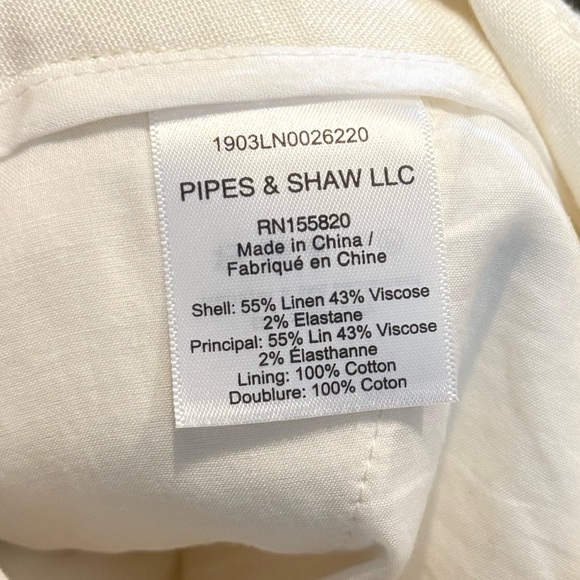 1903LN0026220
PIPES & SHAW LLC
RN155820
Made in China /
Fabriqué en Chine
Shell: 55% Linen 43% Viscose
2% Elastane
Principal: 55% Lin 43% Viscose
2% Élasthanne
Lining: 100% Cotton
Doublure: 100% Coton